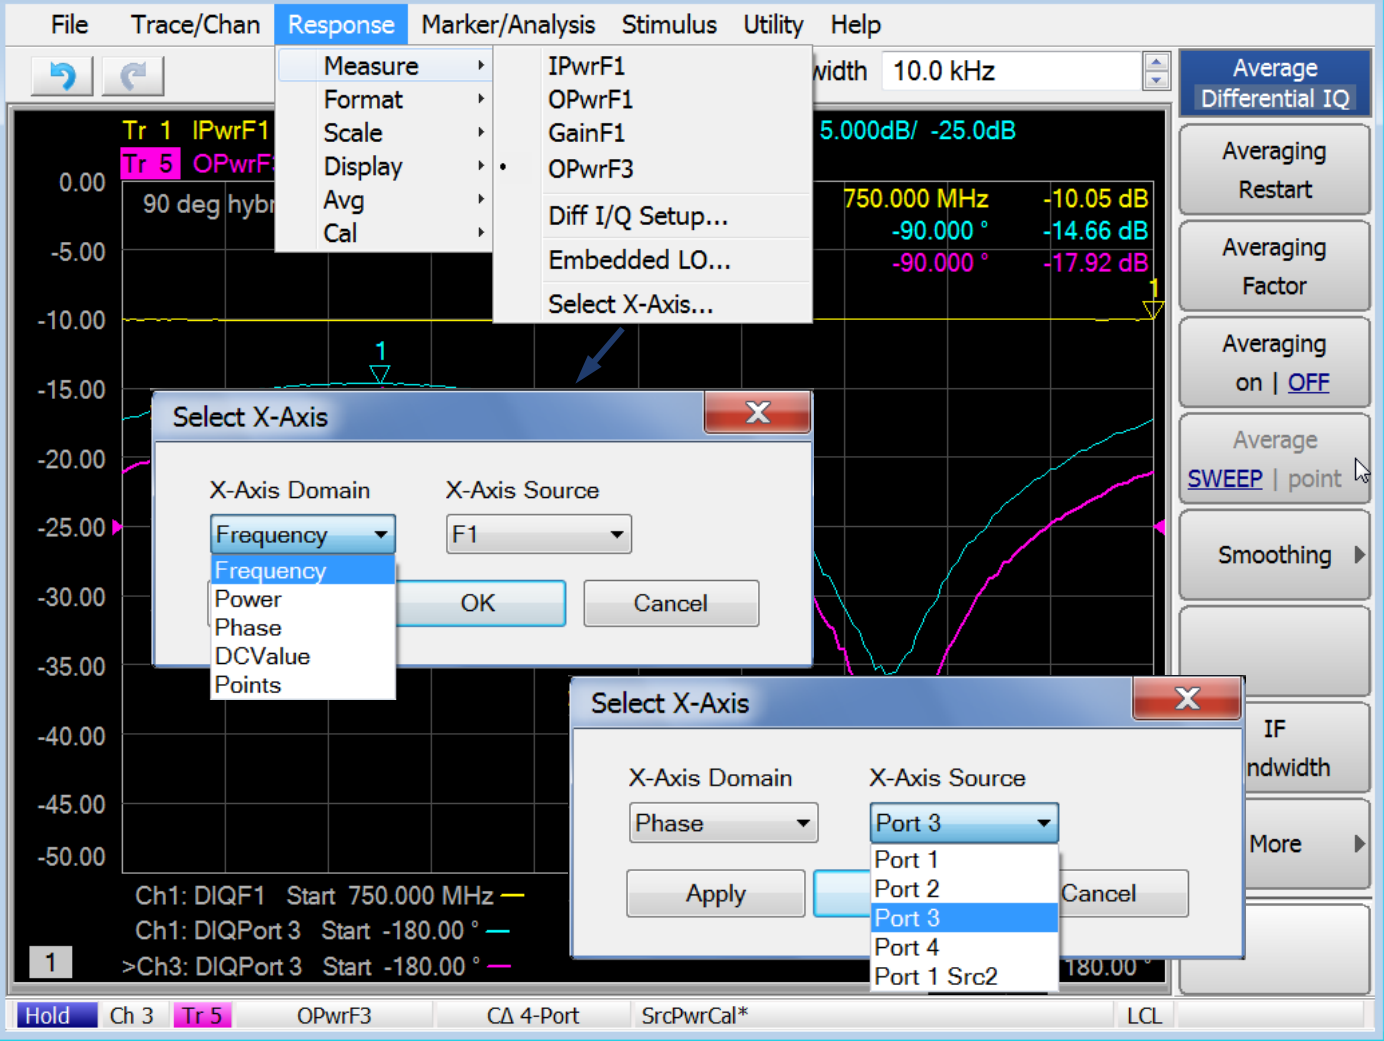 File Trace/Chan Response Marker/Analysis Stimulus Utility Help
Measure
Format
Scale
Display
Avg
Cal
IPwrF1
OPwrF1
GainF1
OPwrF3
Diff I/Q Setup...
Embedded LO...
Select X-Axis...
width 10.0 kHz
Tr 1 IPwrF1
Tr 5 OPwrF3
5.000dB/ -25.0dB
90 deg hybr
750.000 MHz -10.05 dB
-90.000 ° -14.66 dB
-90.000 ° -17.92 dB
1
1
0.00
-5.00
-10.00
-15.00
-20.00
-25.00
-30.00
-35.00
-40.00
-45.00
-50.00
Select X-Axis
X-Axis Domain X-Axis Source
Frequency F1
Frequency
Power
Phase
DCValue
Points
OK Cancel
Select X-Axis
X-Axis Domain X-Axis Source
Phase Port 3
Port 1
Port 2
Port 3
Port 4
Port 1 Src2
Apply Cancel
Ch1: DIQF1 Start 750.000 MHz
Ch1: DIQPort 3 Start -180.00 °
>Ch3: DIQPort 3 Start -180.00 °
180.00 °
1
Average
Differential IQ
Averaging
Restart
Averaging
Factor
Averaging
on | OFF
Average
SWEEP | point
Smoothing
IF
ndwidth
More
Hold Ch 3 Tr 5 OPwrF3 CΔ 4-Port SrcPwrCal* LCL